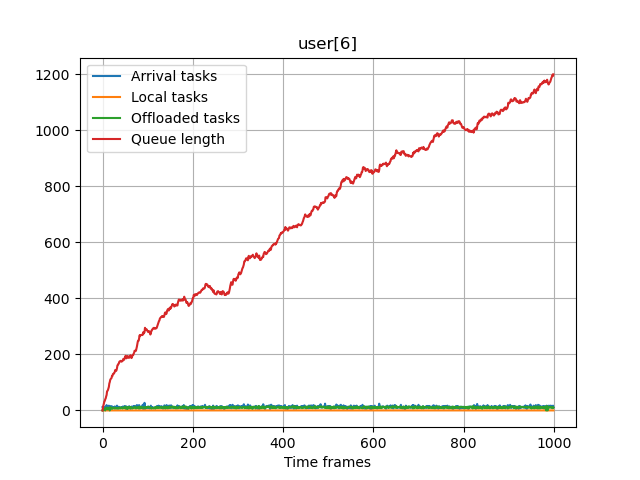 user[6]
Arrival tasks
Local tasks
Offloaded tasks
Queue length
1200
1000
800
600
400
200
0
0 200 400 600 800 1000
Time frames